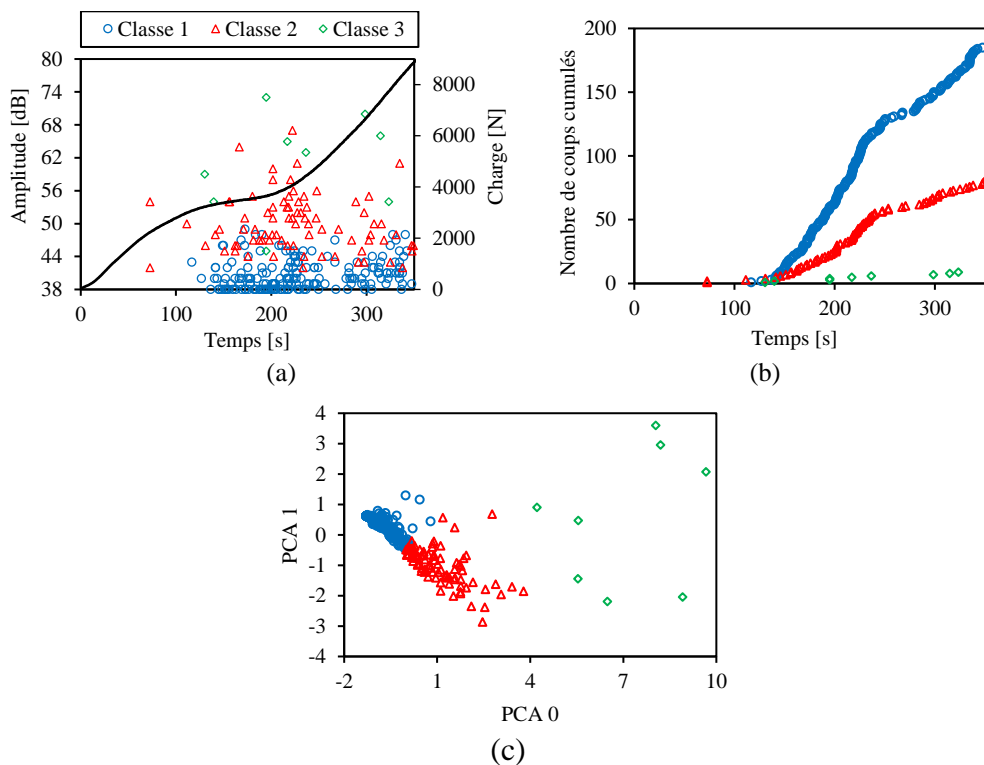 Classe 1 Classe 2 Classe 3
Amplitude [dB]
80
74
68
62
56
50
44
38
8000
6000
4000
2000
0
Charge [N]
0 100 200 300
Temps [s]
(a)
Nombre de coups cumulés
200
150
100
50
0
0 100 200 300
Temps [s]
(b)
PCA 1
4
3
2
1
0
-1
-2
-3
-4
-2 1 4 7 10
PCA 0
(c)